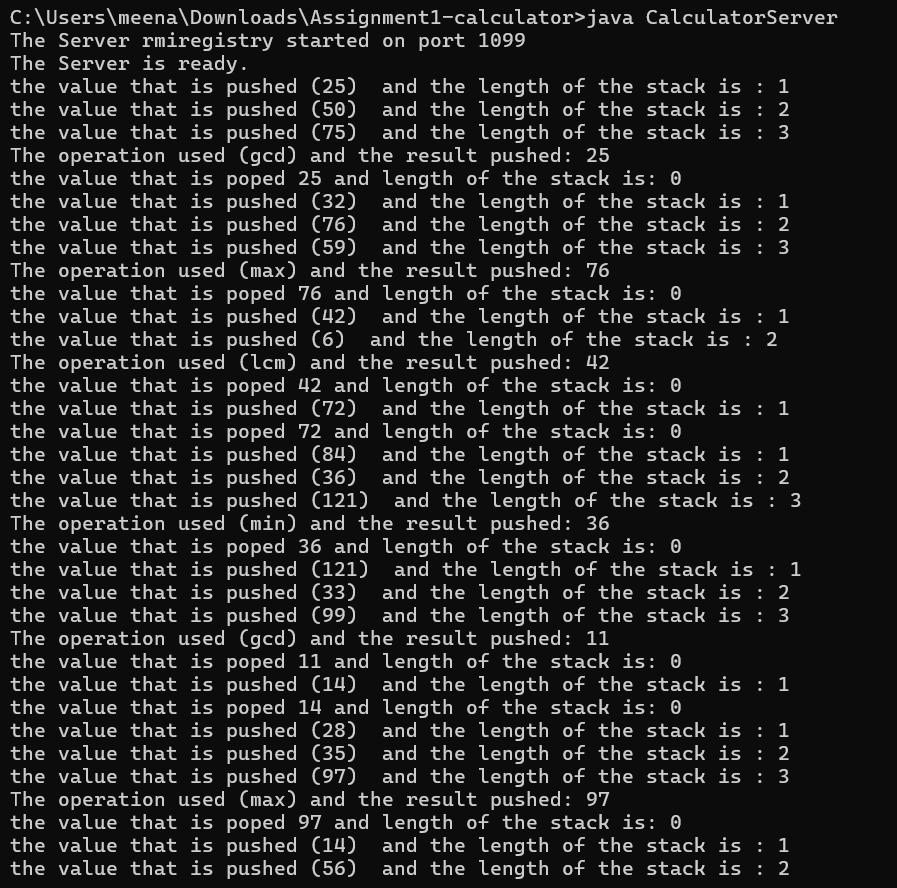 C:\Users\meena\Downloads\Assignment1-calculator>java CalculatorServer
The Server rmiregistry started on port 1099
The Server is ready.
the value that is pushed (25)  and the length of the stack is : 1
the value that is pushed (50)  and the length of the stack is : 2
the value that is pushed (75)  and the length of the stack is : 3
The operation used (gcd) and the result pushed: 25
the value that is poped 25 and length of the stack is: 0
the value that is pushed (32)  and the length of the stack is : 1
the value that is pushed (76)  and the length of the stack is : 2
the value that is pushed (59)  and the length of the stack is : 3
The operation used (max) and the result pushed: 76
the value that is poped 76 and length of the stack is: 0
the value that is pushed (42)  and the length of the stack is : 1
the value that is pushed (6)  and the length of the stack is : 2
The operation used (lcm) and the result pushed: 42
the value that is poped 42 and length of the stack is: 0
the value that is pushed (72)  and the length of the stack is : 1
the value that is poped 72 and length of the stack is: 0
the value that is pushed (84)  and the length of the stack is : 1
the value that is pushed (36)  and the length of the stack is : 2
the value that is pushed (121)  and the length of the stack is : 3
The operation used (min) and the result pushed: 36
the value that is poped 36 and length of the stack is: 0
the value that is pushed (121)  and the length of the stack is : 1
the value that is pushed (33)  and the length of the stack is : 2
the value that is pushed (99)  and the length of the stack is : 3
The operation used (gcd) and the result pushed: 11
the value that is poped 11 and length of the stack is: 0
the value that is pushed (14)  and the length of the stack is : 1
the value that is poped 14 and length of the stack is: 0
the value that is pushed (28)  and the length of the stack is : 1
the value that is pushed (35)  and the length of the stack is : 2
the value that is pushed (97)  and the length of the stack is : 3
The operation used (max) and the result pushed: 97
the value that is poped 97 and length of the stack is: 0
the value that is pushed (14)  and the length of the stack is : 1
the value that is pushed (56)  and the length of the stack is : 2